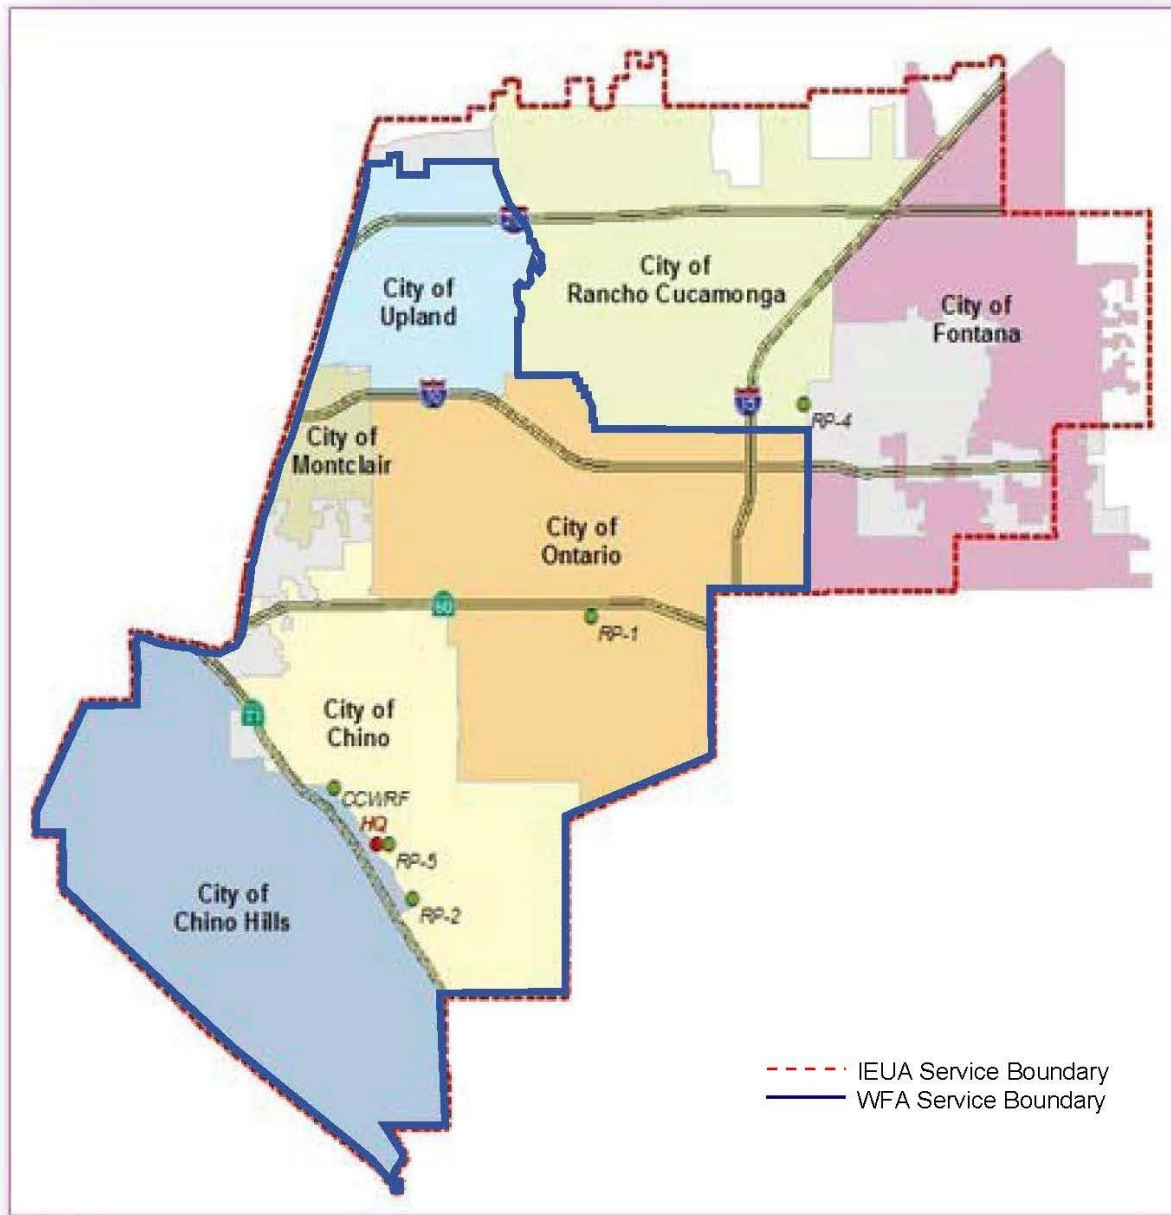 City of
Upland
City of
Rancho Cucamonga
City of
Fontana
15
RP-4
City of
Montclair
City of
Ontario
60
RP-1
71
City of
Chino
CCWRF
HQ
RP-5
RP-2
City of
Chino Hills
IEUA Service Boundary
WFA Service Boundary